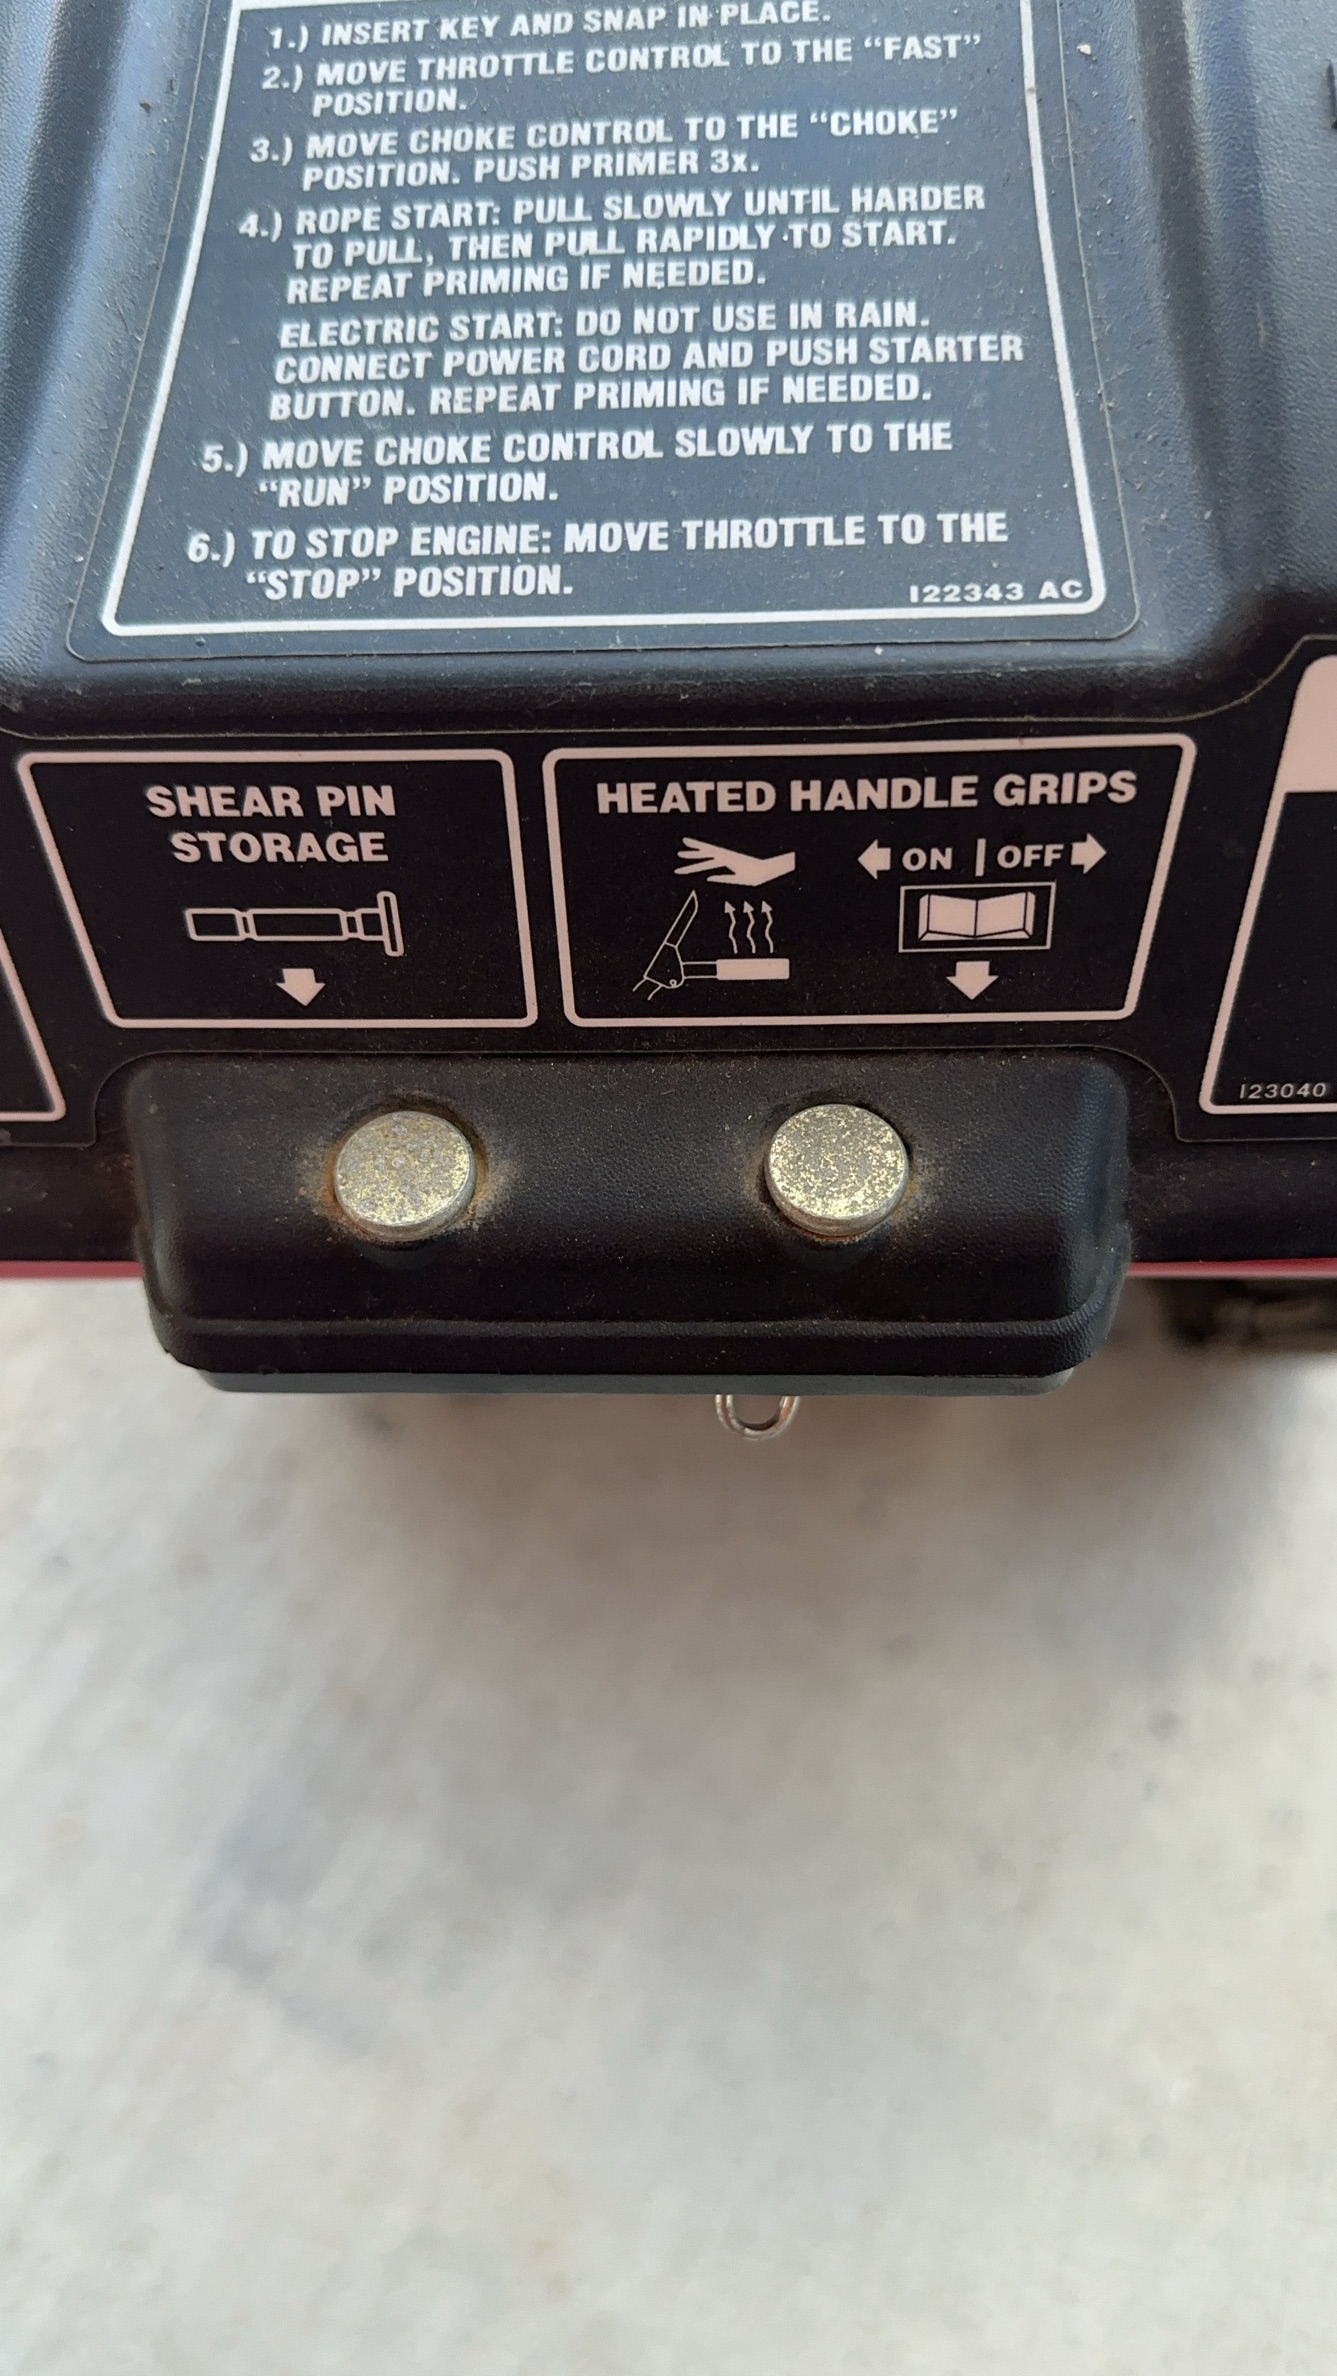 1.) INSERT KEY AND SNAP IN PLACE.
2.) MOVE THROTTLE CONTROL TO THE “FAST”
POSITION.
3.) MOVE CHOKE CONTROL TO THE “CHOKE”
POSITION. PUSH PRIMER 3x.
4.) ROPE START: PULL SLOWLY UNTIL HARDER
TO PULL, THEN PULL RAPIDLY TO START.
REPEAT PRIMING IF NEEDED.
ELECTRIC START: DO NOT USE IN RAIN.
CONNECT POWER CORD AND PUSH STARTER
BUTTON. REPEAT PRIMING IF NEEDED.
5.) MOVE CHOKE CONTROL SLOWLY TO THE
“RUN” POSITION.
6.) TO STOP ENGINE: MOVE THROTTLE TO THE
“STOP” POSITION.
I22343 AC
SHEAR PIN
STORAGE
HEATED HANDLE GRIPS
ON | OFF
I23040